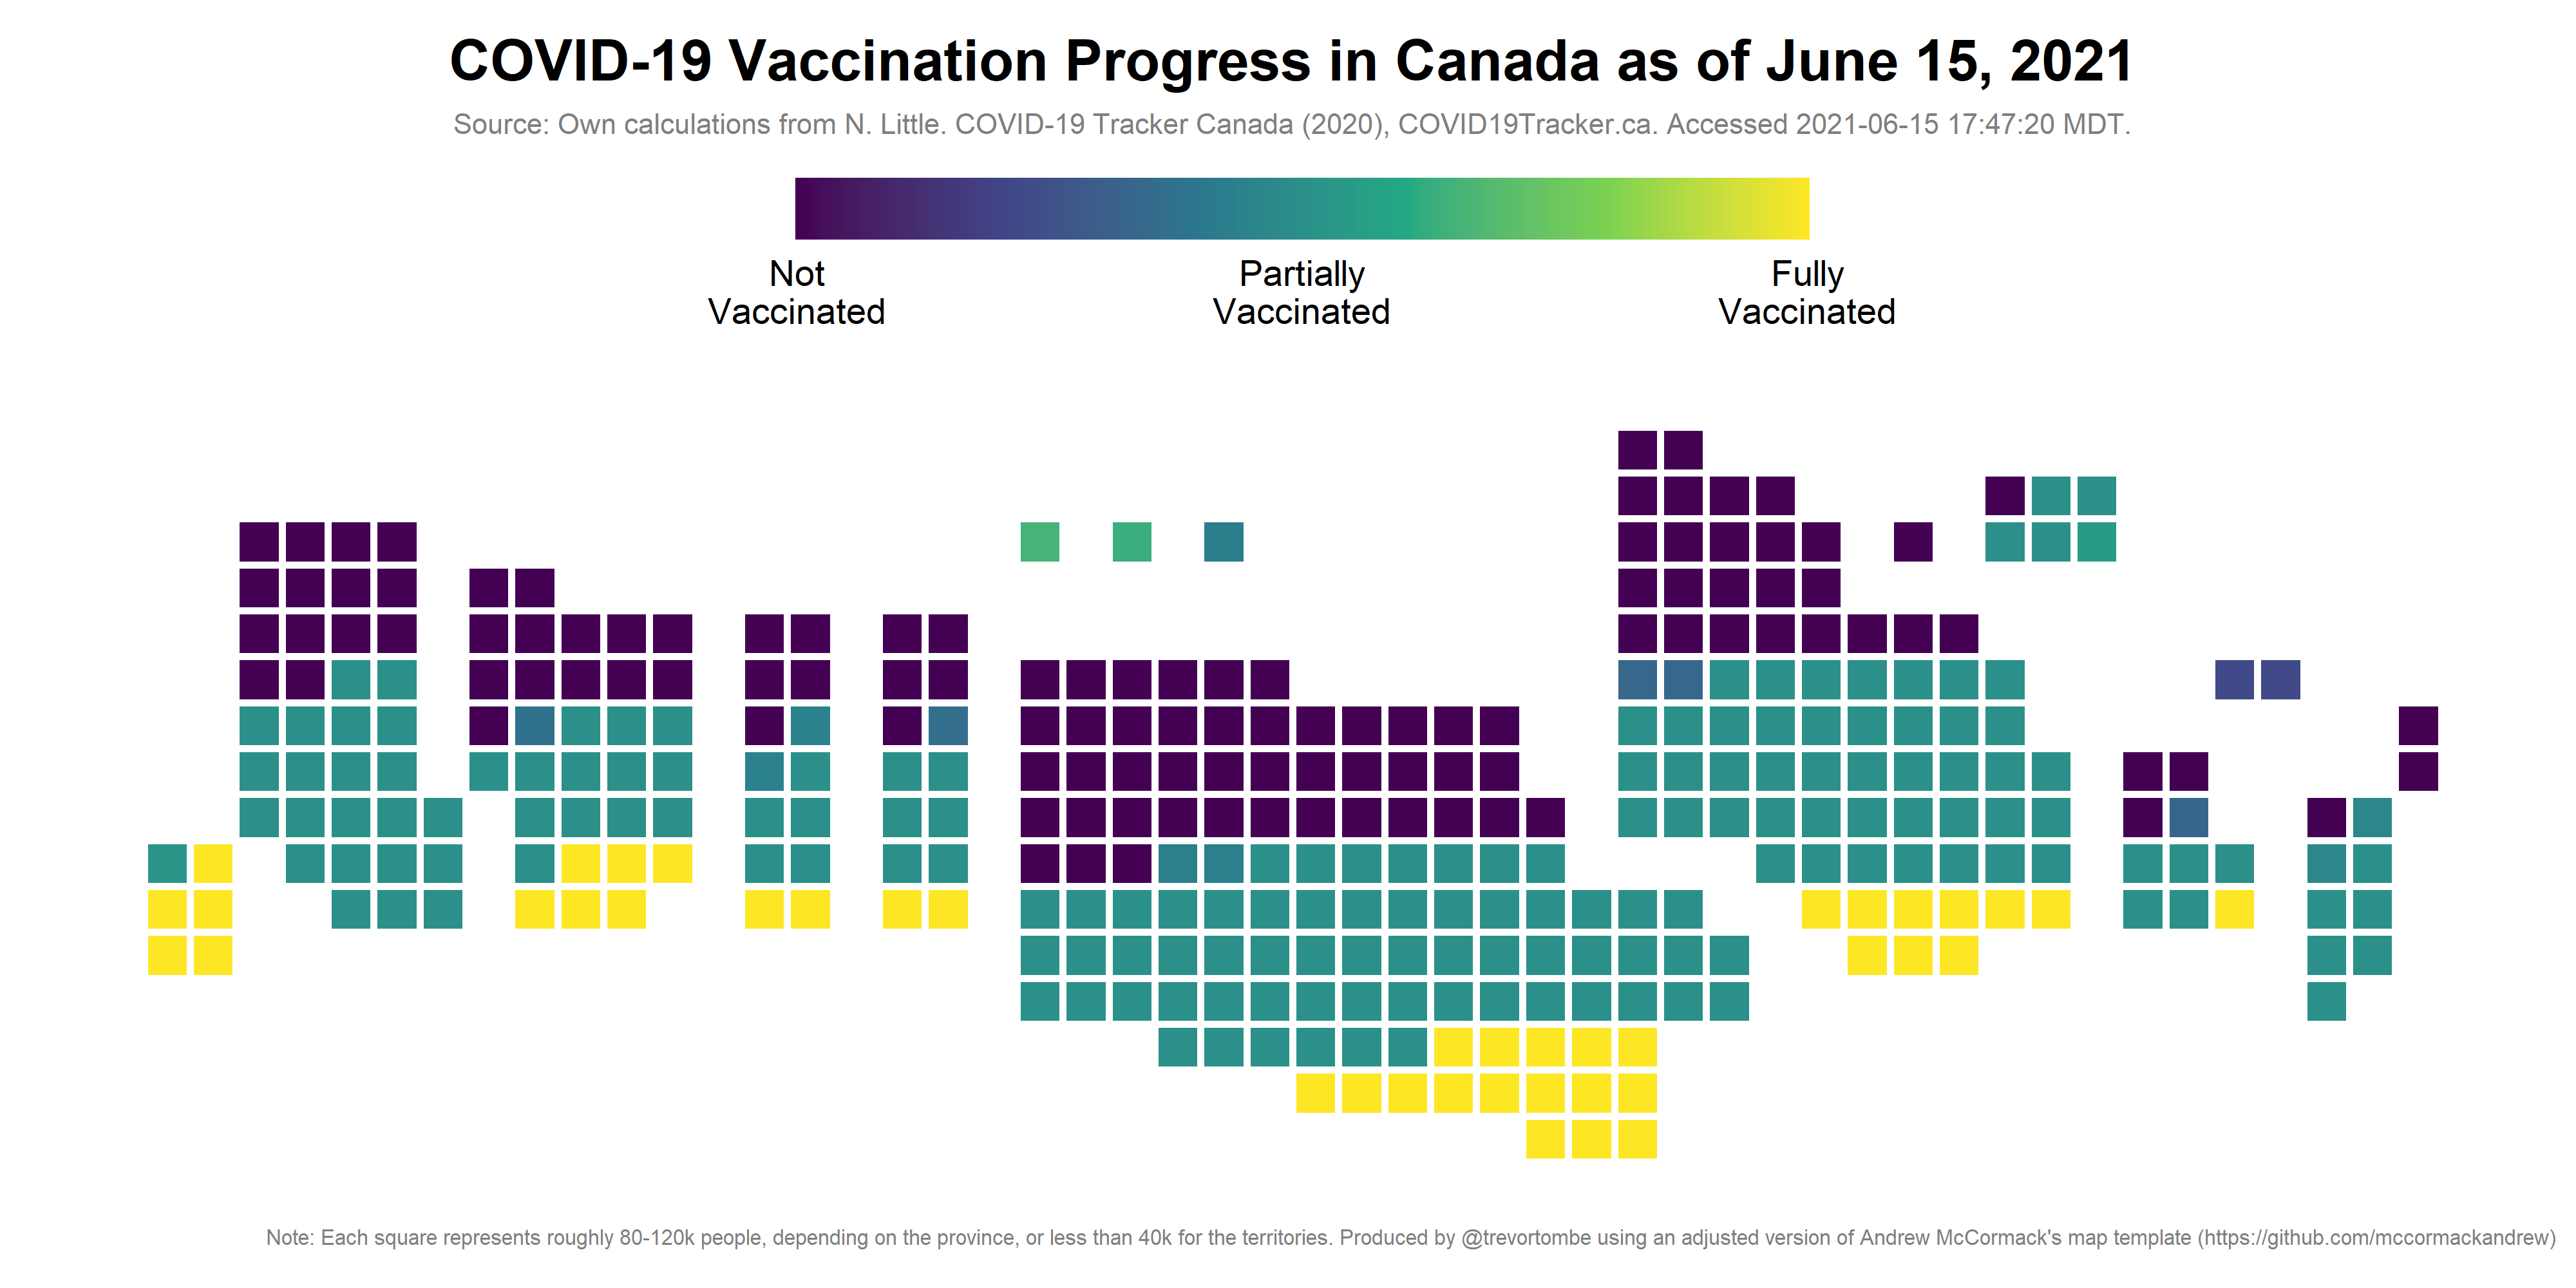 COVID-19 Vaccination Progress in Canada as of June 15, 2021
Source: Own calculations from N. Little. COVID-19 Tracker Canada (2020), COVID19Tracker.ca. Accessed 2021-06-15 17:47:20 MDT.
Not Vaccinated
Partially Vaccinated
Fully Vaccinated
Note: Each square represents roughly 80-120k people, depending on the province, or less than 40k for the territories. Produced by @trevortombe using an adjusted version of Andrew McCormack's map template (https://github.com/mccormackandrew)